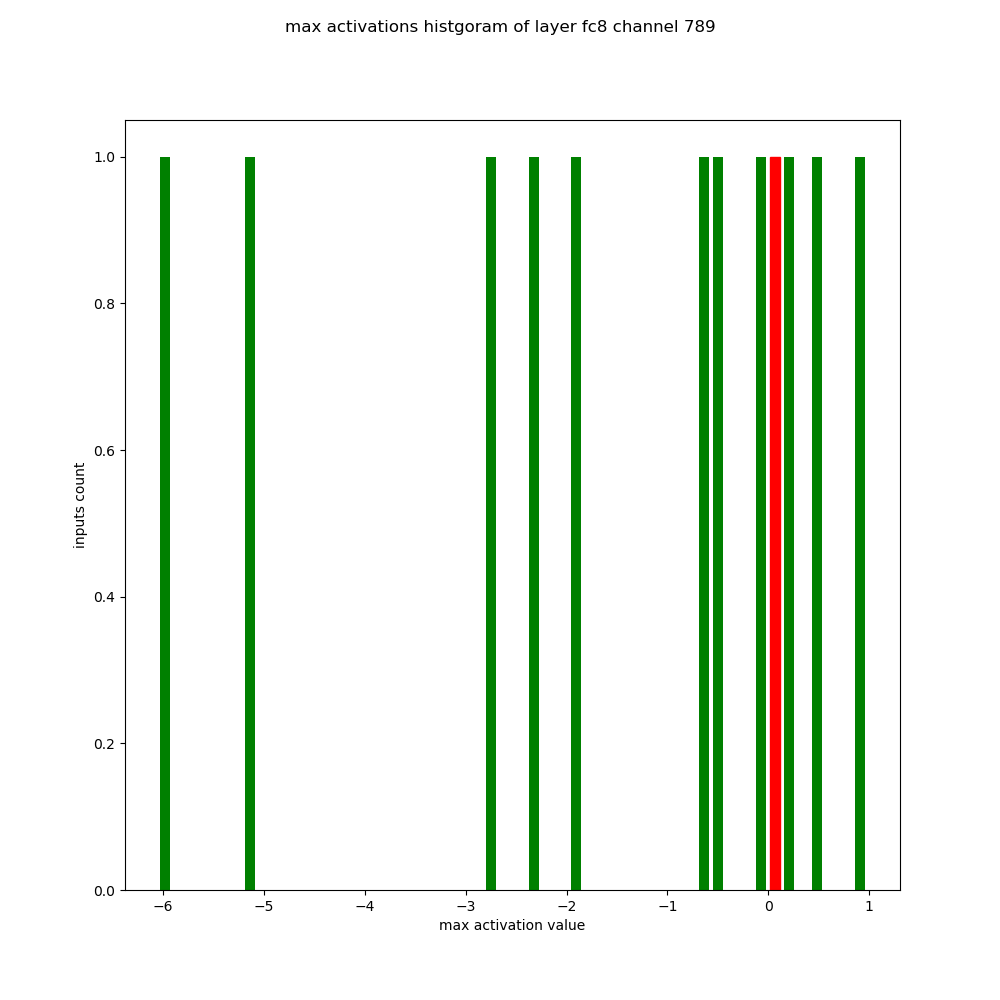 max activations histgoram of layer fc8 channel 789
1.0
0.8
0.6
0.4
0.2
0.0
inputs count
−6 −5 −4 −3 −2 −1 0 1
max activation value